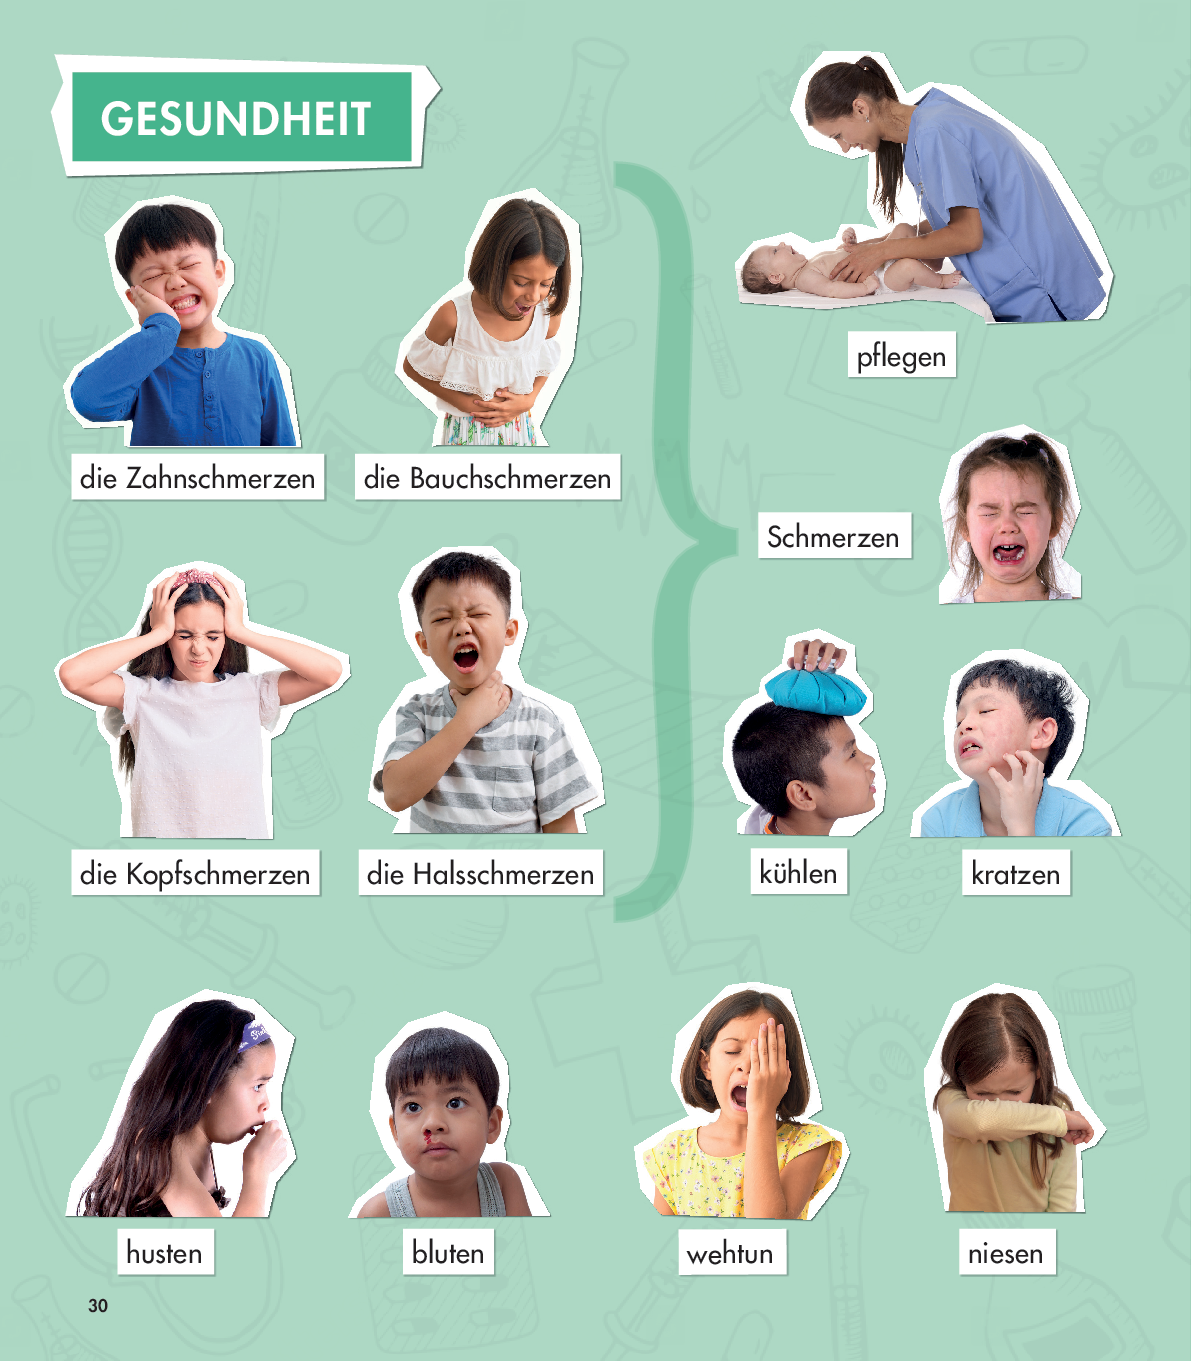 GESUNDHEIT
pflegen
die Zahnschmerzen
die Bauchschmerzen
Schmerzen
die Kopfschmerzen
die Halsschmerzen
kühlen
kratzen
husten
bluten
wehtun
niesen
30